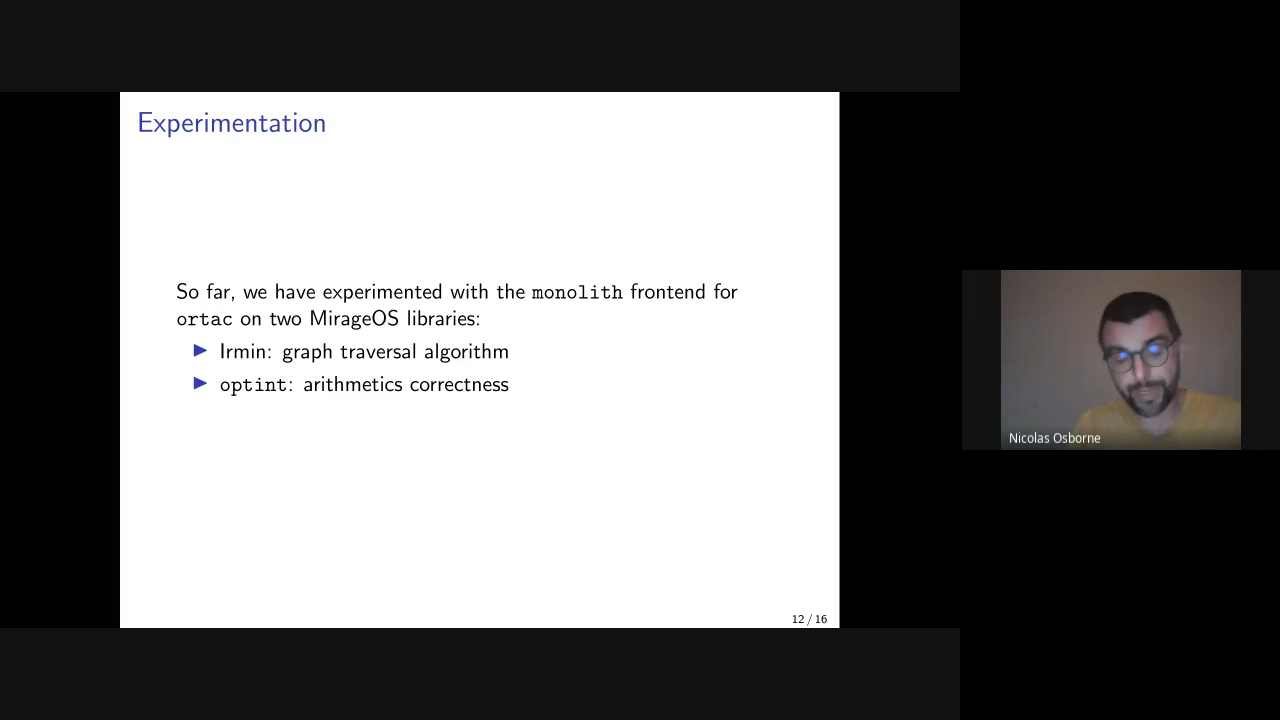 Experimentation
So far, we have experimented with the monolith frontend for
ortac on two MirageOS libraries:
▶ Irmin: graph traversal algorithm
▶ optint: arithmetics correctness
12 / 16
Nicolas Osborne